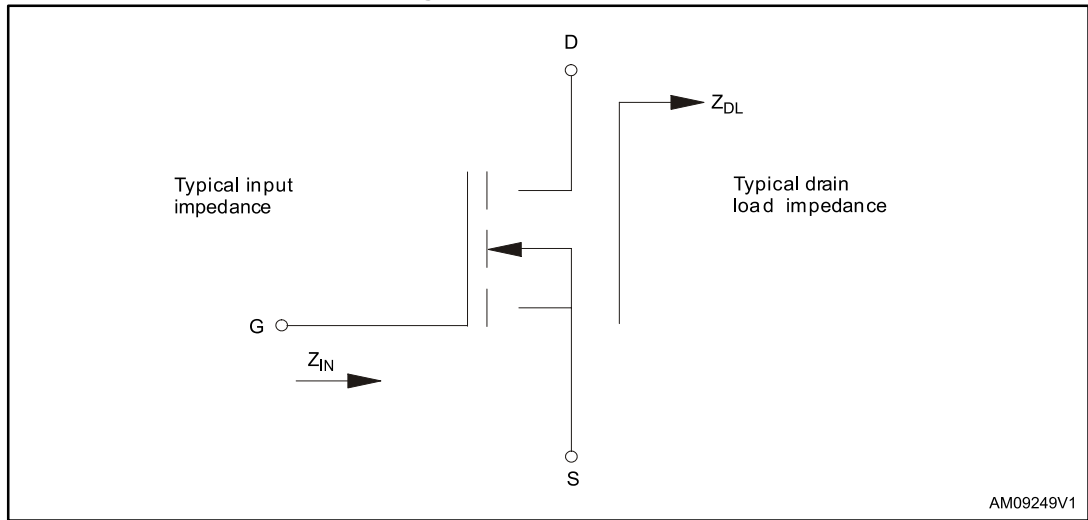 D
Z_DL
Typical input
impedance
Typical drain
load impedance
G
Z_IN
S
AM09249V1